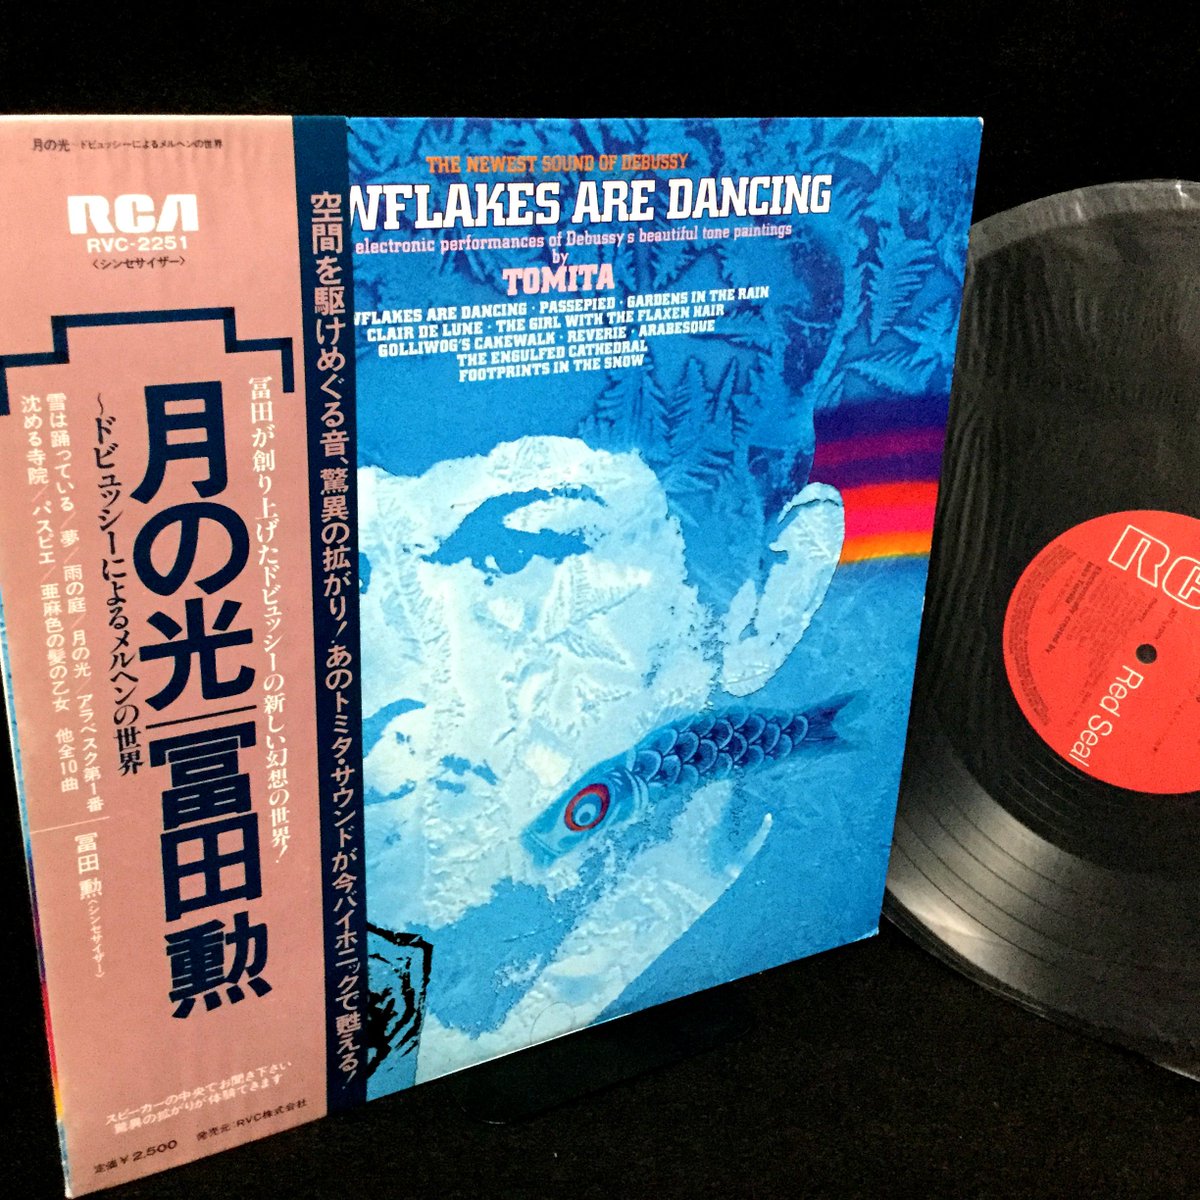 月の光～ドビュッシーによるメルヘンの世界
RCA
RVC-2251
〈シンセサイザー〉
空間を駆けめぐる音、驚異の拡がり！あのトミタ・サウンドが今バイホニックで甦える！
冨田が創り上げたドビュッシーの新しい幻想の世界！
月の光|冨田勲
～ドビュッシーによるメルヘンの世界
雪は踊っている／夢／雨の庭／月の光 アラベスク第1番
沈める寺院／パスピエ／亜麻色の髪の乙女 他全10曲
冨田 勲〈シンセサイザー〉
スピーカーの中央でお聞き下さい
驚異の拡がりが体験できます
定価￥2,500 発売元:RVC株式会社
THE NEWEST SOUND OF DEBUSSY
WFLAKES ARE DANCING
electronic performances of Debussy's beautiful tone paintings
by
TOMITA
WFLAKES ARE DANCING · PASSEPIED · GARDENS IN THE RAIN
CLAIR DE LUNE · THE GIRL WITH THE FLAXEN HAIR
GOLLIWOG'S CAKEWALK · REVERIE · ARABESQUE
THE ENGULFED CATHEDRAL
FOOTPRINTS IN THE SNOW
RC
Red Seal